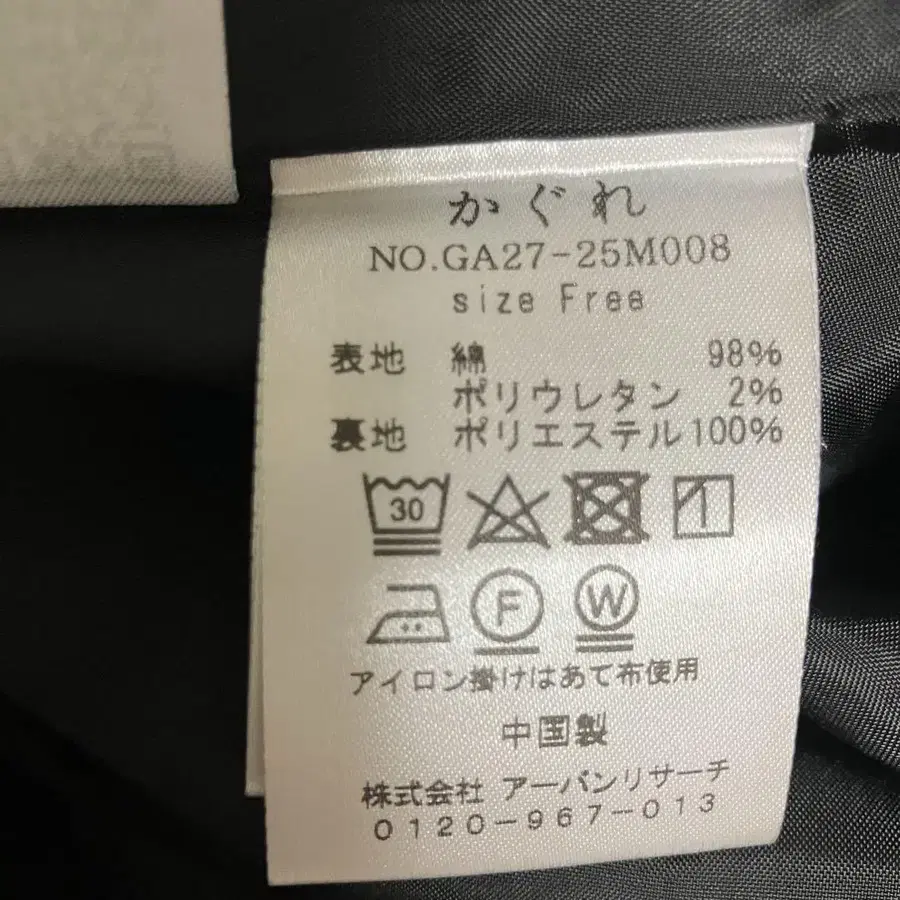 かぐれ
NO.GA27-25M008
size Free
表地 綿 98%
ポリウレタン 2%
裏地 ポリエステル 100%
30
F
W
アイロン掛けはあて布使用
中国製
株式会社 アーバンリサーチ
0120-967-013